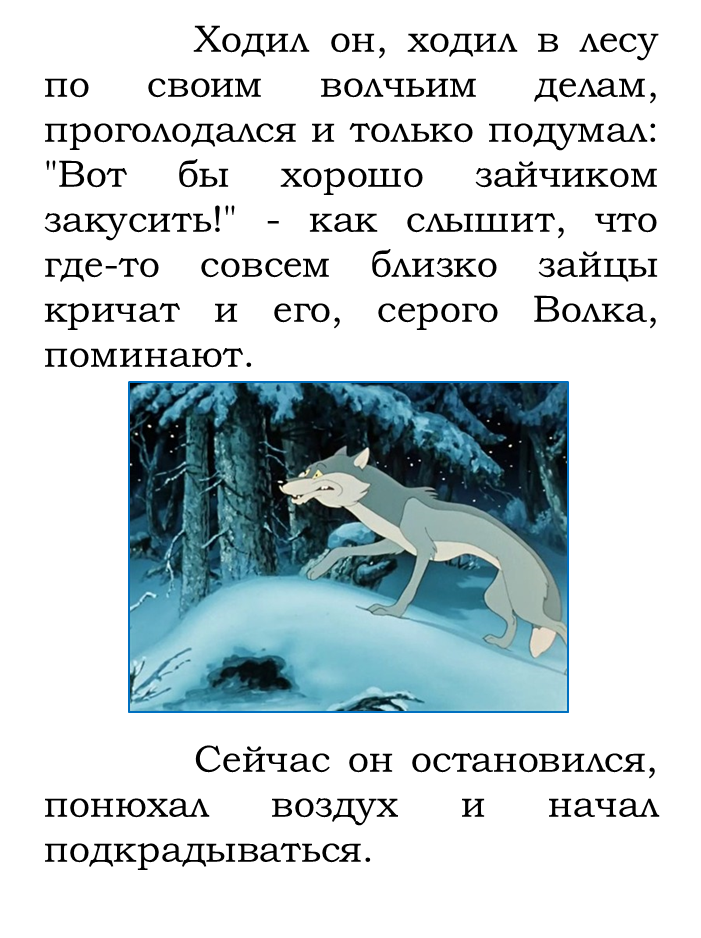 Ходил он, ходил в лесу
по своим волчьим делам,
проголодался и только подумал:
"Вот бы хорошо зайчиком
закусить!" - как слышит, что
где-то совсем близко зайцы
кричат и его, серого Волка,
поминают.
Сейчас он остановился,
понюхал воздух и начал
подкрадываться.